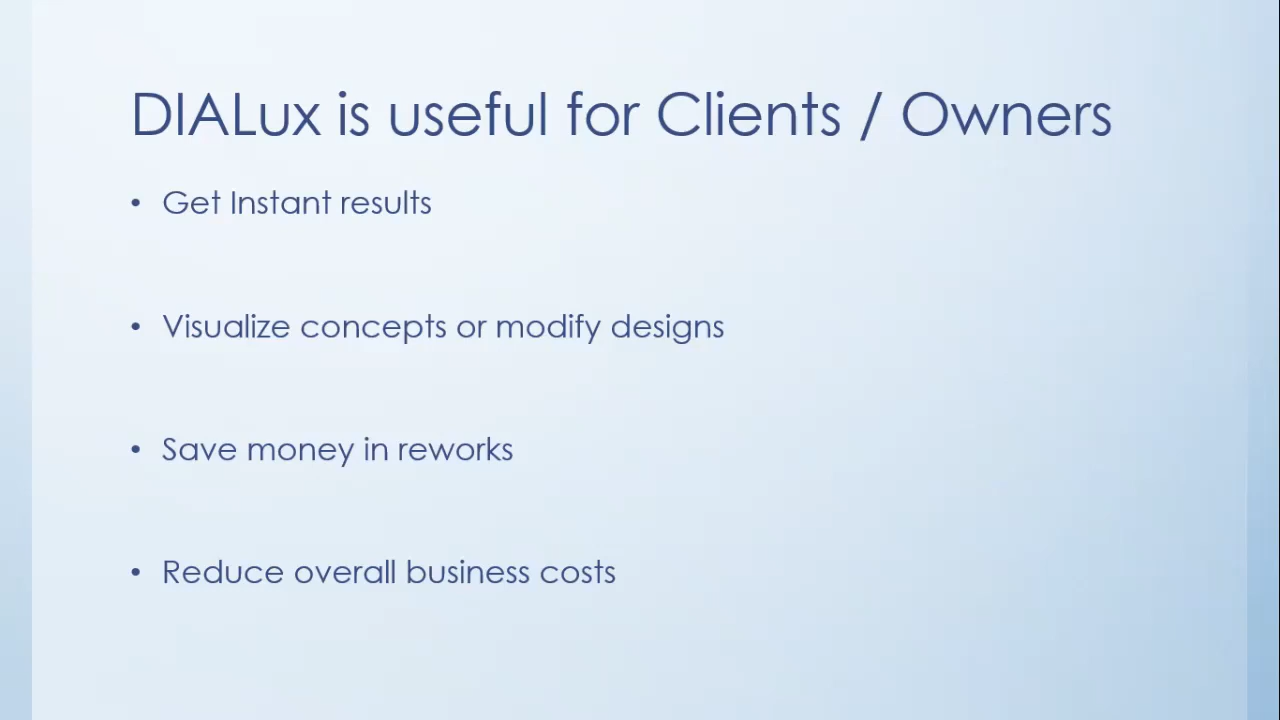 DIALux is useful for Clients / Owners
• Get Instant results
• Visualize concepts or modify designs
• Save money in reworks
• Reduce overall business costs